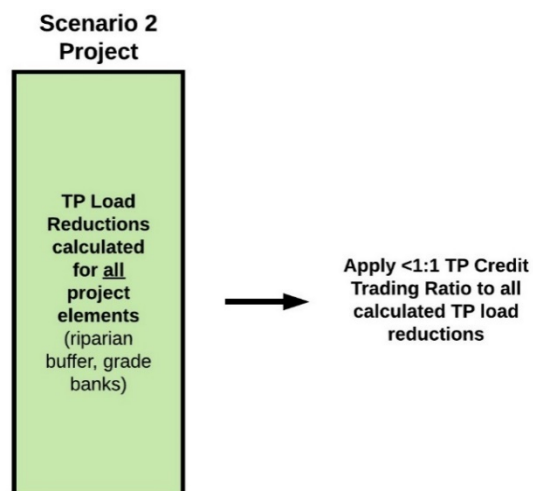 Scenario 2
Project
TP Load
Reductions
calculated
for all
project
elements
(riparian
buffer, grade
banks)
Apply <1:1 TP Credit
Trading Ratio to all
calculated TP load
reductions